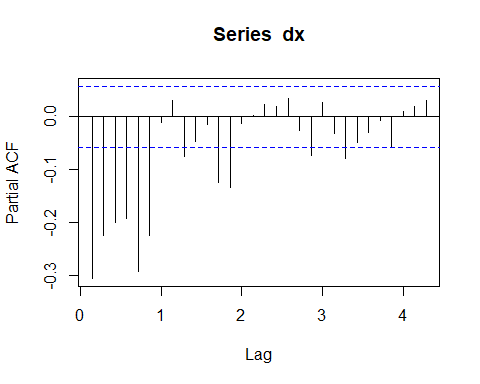 Series dx
Partial ACF
0.0
-0.1
-0.2
-0.3
0 1 2 3 4
Lag